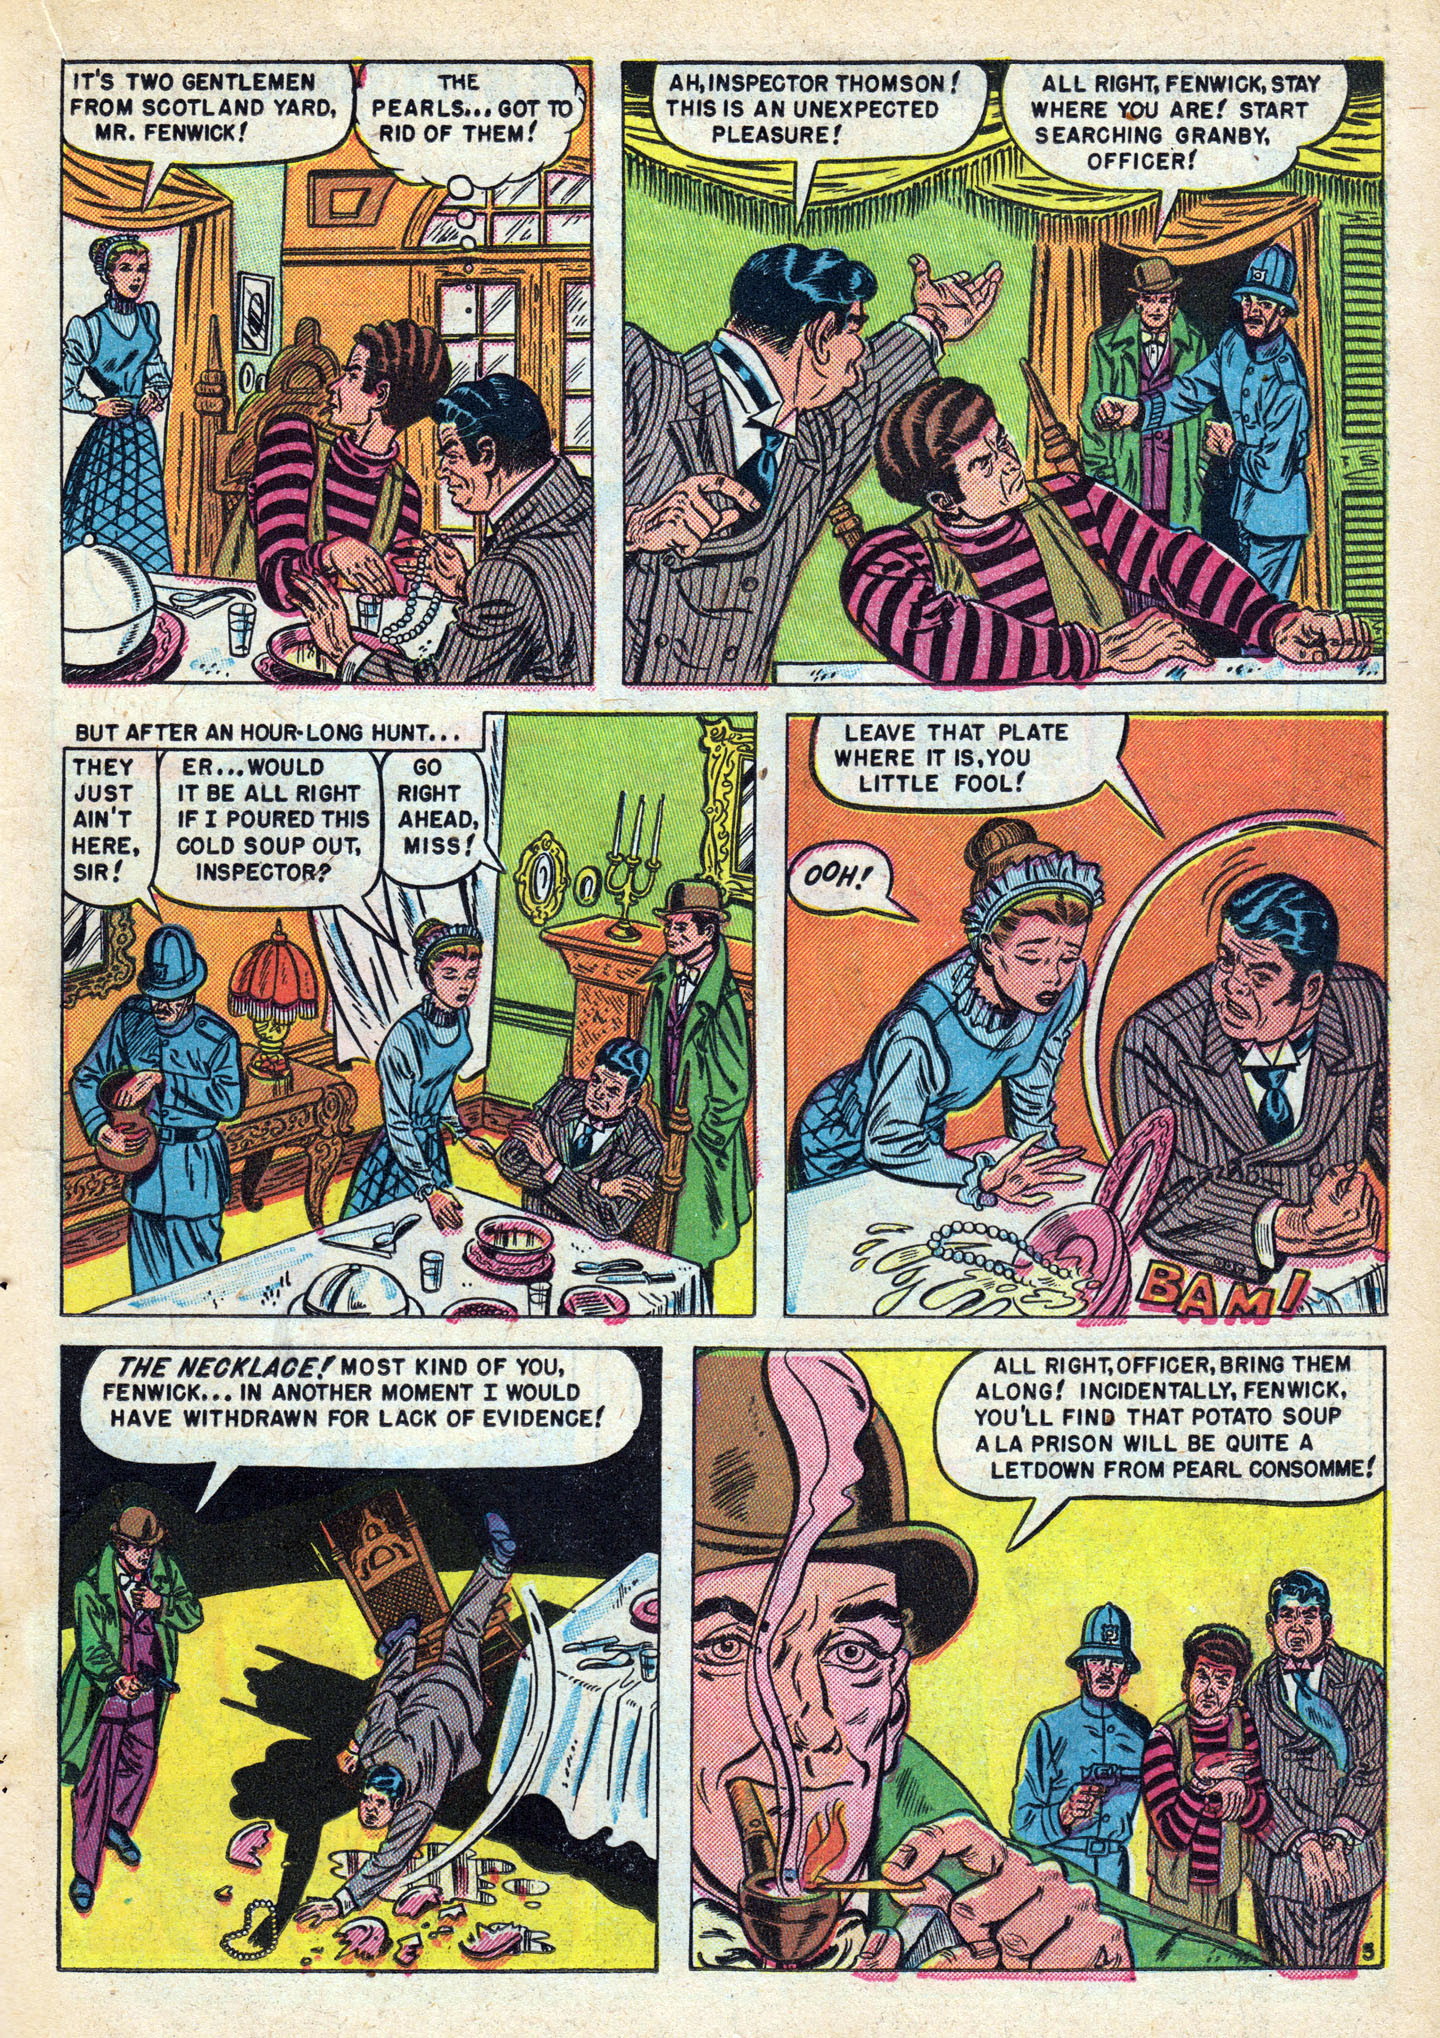 IT'S TWO GENTLEMEN
FROM SCOTLAND YARD,
MR. FENWICK!
THE
PEARLS... GOT TO
RID OF THEM!
AH, INSPECTOR THOMSON!
THIS IS AN UNEXPECTED
PLEASURE!
ALL RIGHT, FENWICK, STAY
WHERE YOU ARE! START
SEARCHING GRANBY,
OFFICER!
BUT AFTER AN HOUR-LONG HUNT...
THEY
JUST
AIN'T
HERE,
SIR!
ER...WOULD
IT BE ALL RIGHT
IF I POURED THIS
COLD SOUP OUT,
INSPECTOR?
GO
RIGHT
AHEAD,
MISS!
LEAVE THAT PLATE
WHERE IT IS, YOU
LITTLE FOOL!
OOH!
BAM!
THE NECKLACE! MOST KIND OF YOU,
FENWICK... IN ANOTHER MOMENT I WOULD
HAVE WITHDRAWN FOR LACK OF EVIDENCE!
ALL RIGHT, OFFICER, BRING THEM
ALONG! INCIDENTALLY, FENWICK,
YOU'LL FIND THAT POTATO SOUP
A LA PRISON WILL BE QUITE A
LETDOWN FROM PEARL CONSOMME!
5